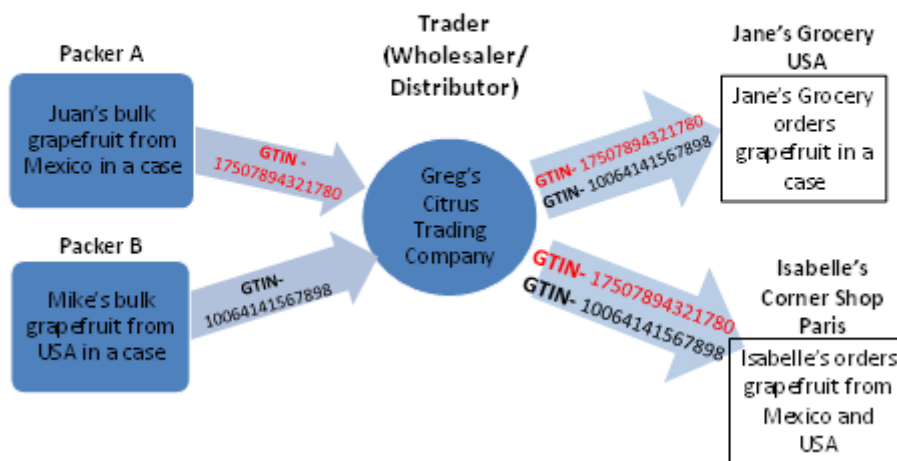 Packer A
Juan's bulk
grapefruit from
Mexico in a case
GTIN -
17507894321780
Packer B
Mike's bulk
grapefruit from
USA in a case
GTIN-
10064141567898
Trader
(Wholesaler/
Distributor)
Greg's
Citrus
Trading
Company
GTIN- 17507894321780
GTIN- 10064141567898
GTIN- 17507894321780
GTIN- 10064141567898
Jane's Grocery
USA
Jane's Grocery
orders
grapefruit in a
case
Isabelle's
Corner Shop
Paris
Isabelle's orders
grapefruit from
Mexico and
USA